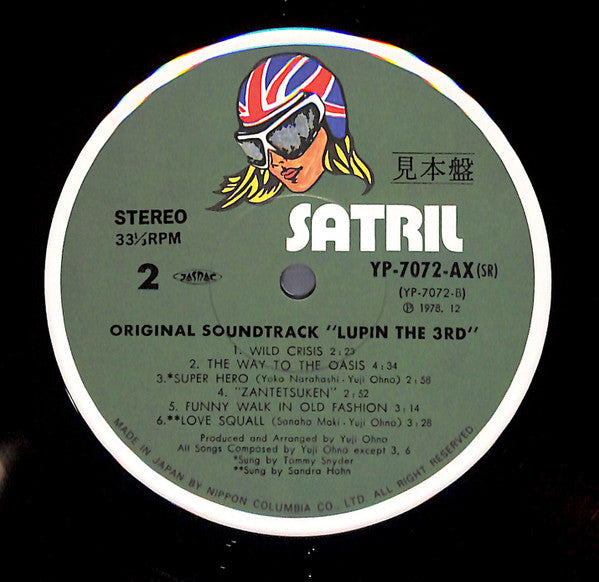 見本盤
SATRIL
STEREO
33⅓RPM
2
JASRAC
YP-7072-AX(SR)
(YP-7072-B)
Ⓟ 1978. 12
ORIGINAL SOUNDTRACK "LUPIN THE 3RD"
1. WILD CRISIS 2:23
2. THE WAY TO THE OASIS 4:34
3.*SUPER HERO (Yoko Narahashi-Yuji Ohno) 2:58
4. "ZANTETSUKEN" 2:52
5. FUNNY WALK IN OLD FASHION 3:14
6.**LOVE SQUALL (Sanaho Maki-Yuji Ohno) 3:28
Produced and Arranged by Yuji Ohno
All Songs Composed by Yuji Ohno except 3, 6
*Sung by Tommy Snyder
**Sung by Sandra Hohn
MADE IN JAPAN BY NIPPON COLUMBIA CO., LTD. ALL RIGHT RESERVED